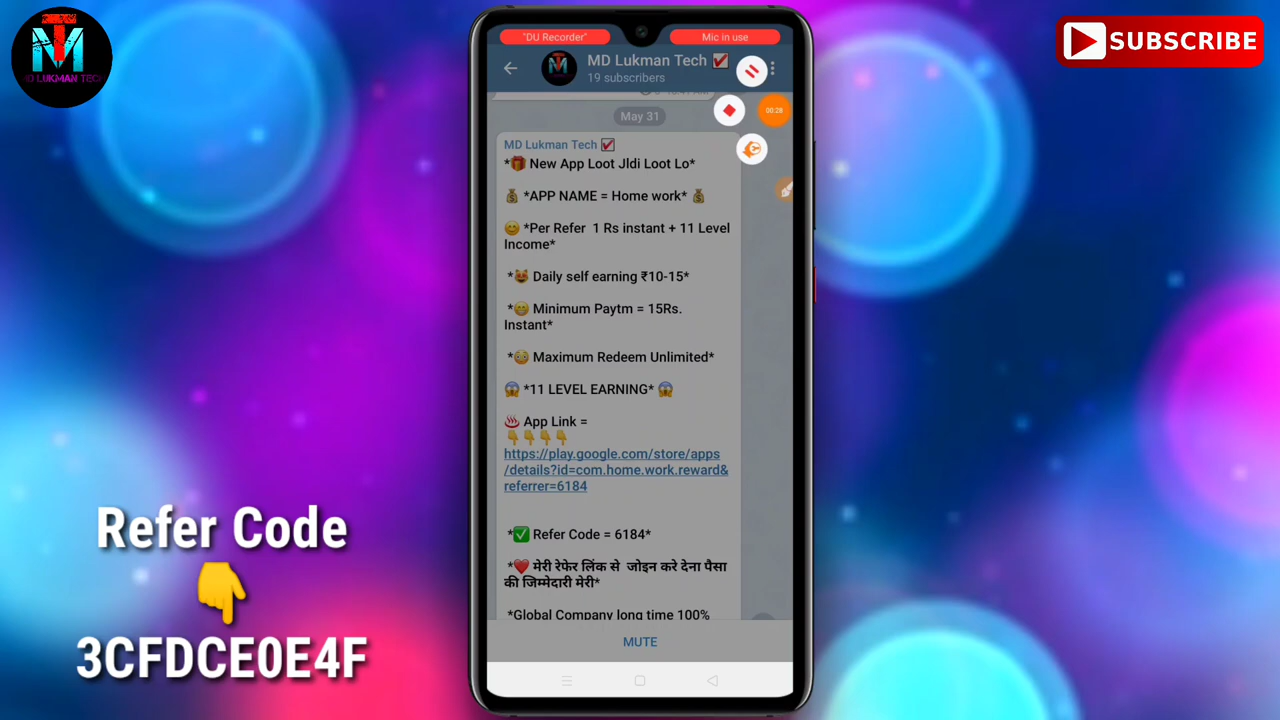 MD LUKMAN TECH
SUBSCRIBE
"DU Recorder"
Mic in use
MD Lukman Tech
19 subscribers
00:28
May 31
MD Lukman Tech
*🎁 New App Loot Jldi Loot Lo*
💰 *APP NAME = Home work* 💰
😊 *Per Refer 1 Rs instant + 11 Level
Income*
*😻 Daily self earning ₹10-15*
*😁 Minimum Paytm = 15Rs.
Instant*
*😳 Maximum Redeem Unlimited*
😱 *11 LEVEL EARNING* 😱
♨️ App Link =
👇👇👇👇
https://play.google.com/store/apps
/details?id=com.home.work.reward&
referrer=6184
*✅ Refer Code = 6184*
*❤️ मेरी रेफेर लिंक से जोइन करे देना पैसा
की जिम्मेदारी मेरी*
*Global Company long time 100%
MUTE
Refer Code
👇
3CFDCE0E4F